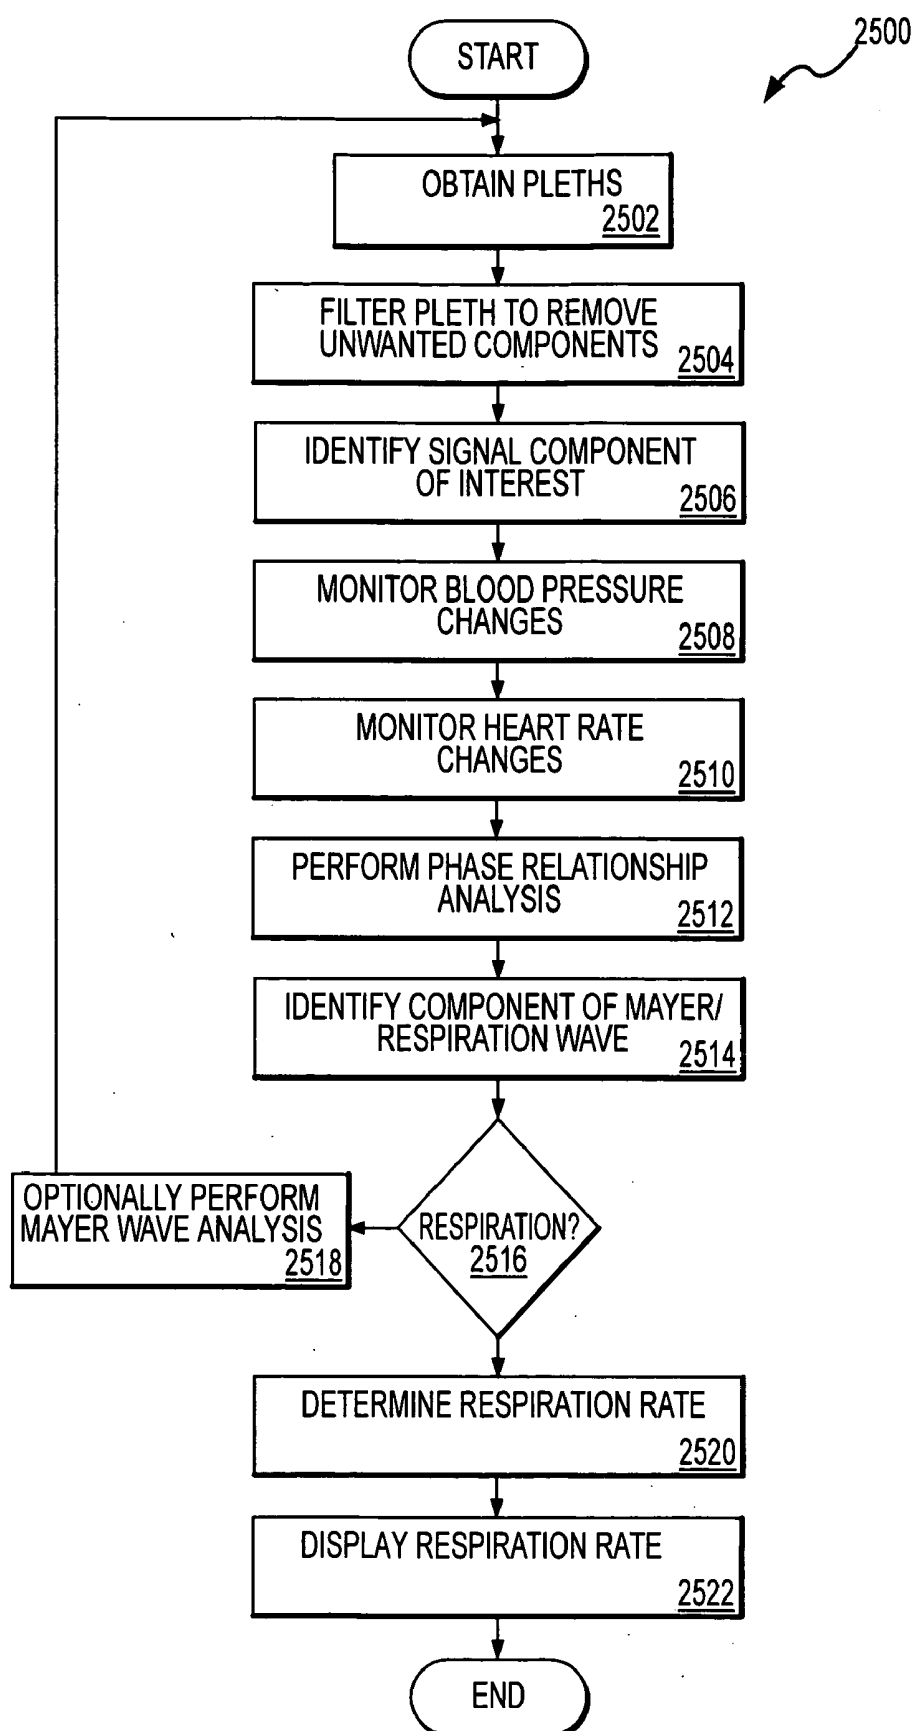 2500
START
OBTAIN PLETHS
2502
FILTER PLETH TO REMOVE
UNWANTED COMPONENTS
2504
IDENTIFY SIGNAL COMPONENT
OF INTEREST
2506
MONITOR BLOOD PRESSURE
CHANGES
2508
MONITOR HEART RATE
CHANGES
2510
PERFORM PHASE RELATIONSHIP
ANALYSIS
2512
IDENTIFY COMPONENT OF MAYER/
RESPIRATION WAVE
2514
OPTIONALLY PERFORM
MAYER WAVE ANALYSIS
2518
RESPIRATION?
2516
DETERMINE RESPIRATION RATE
2520
DISPLAY RESPIRATION RATE
2522
END